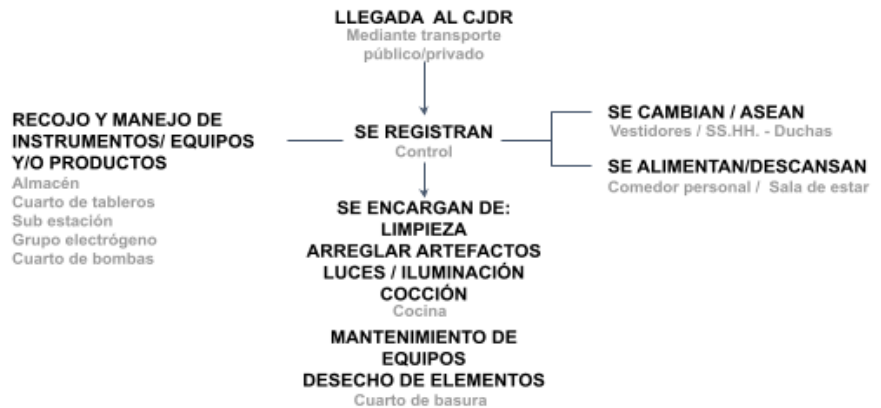 LLEGADA AL CJDR
Mediante transporte
público/privado
RECOJO Y MANEJO DE
INSTRUMENTOS/ EQUIPOS
Y/O PRODUCTOS
Almacén
Cuarto de tableros
Sub estación
Grupo electrógeno
Cuarto de bombas
SE REGISTRAN
Control
SE CAMBIAN / ASEAN
Vestidores / SS.HH. - Duchas
SE ALIMENTAN/DESCANSAN
Comedor personal / Sala de estar
SE ENCARGAN DE:
LIMPIEZA
ARREGLAR ARTEFACTOS
LUCES / ILUMINACIÓN
COCCIÓN
Cocina
MANTENIMIENTO DE
EQUIPOS
DESECHO DE ELEMENTOS
Cuarto de basura